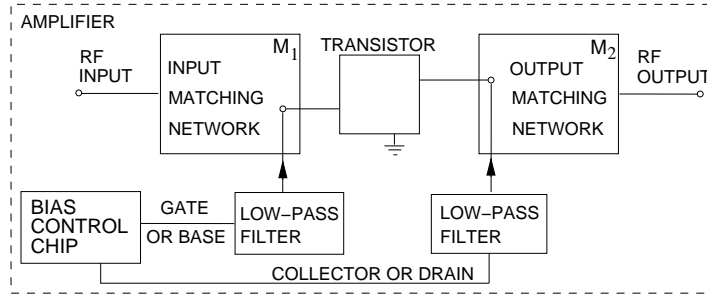 AMPLIFIER
RF
INPUT
INPUT
MATCHING
NETWORK
M1
TRANSISTOR
M2
OUTPUT
MATCHING
NETWORK
RF
OUTPUT
BIAS
CONTROL
CHIP
GATE
OR BASE
LOW−PASS
FILTER
LOW−PASS
FILTER
COLLECTOR OR DRAIN